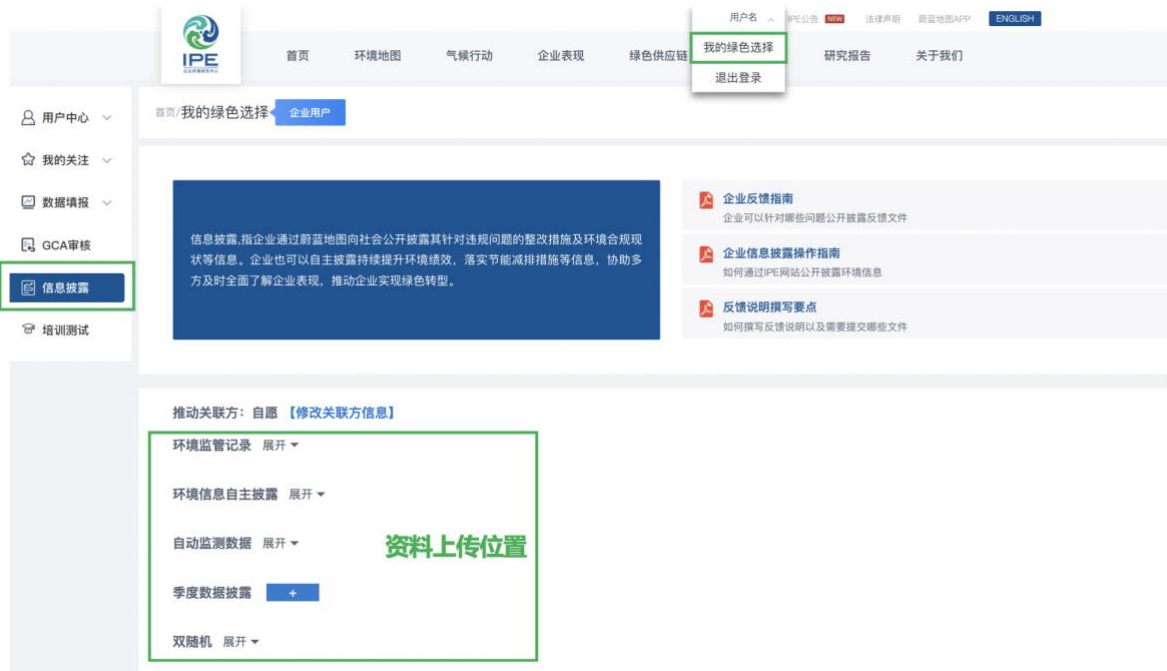 用户名
IPE公告 NEW
法律声明
蔚蓝地图APP
ENGLISH
IPE
首页
环境地图
气候行动
企业表现
绿色供应链
我的绿色选择
退出登录
研究报告
关于我们
用户中心
我的关注
数据填报
GCA审核
信息披露
培训测试
首页/我的绿色选择
企业用户
信息披露,指企业通过蔚蓝地图向社会公开披露其针对违规问题的整改措施及环境合规现
状等信息。企业也可以自主披露持续提升环境绩效，落实节能减排措施等信息，协助多
方及时全面了解企业表现，推动企业实现绿色转型。
企业反馈指南
企业可以针对哪些问题公开披露反馈文件
企业信息披露操作指南
如何通过IPE网站公开披露环境信息
反馈说明撰写要点
如何撰写反馈说明以及需要提交哪些文件
推动关联方：自愿 【修改关联方信息】
环境监管记录 展开
环境信息自主披露 展开
自动监测数据 展开
资料上传位置
季度数据披露 +
双随机 展开